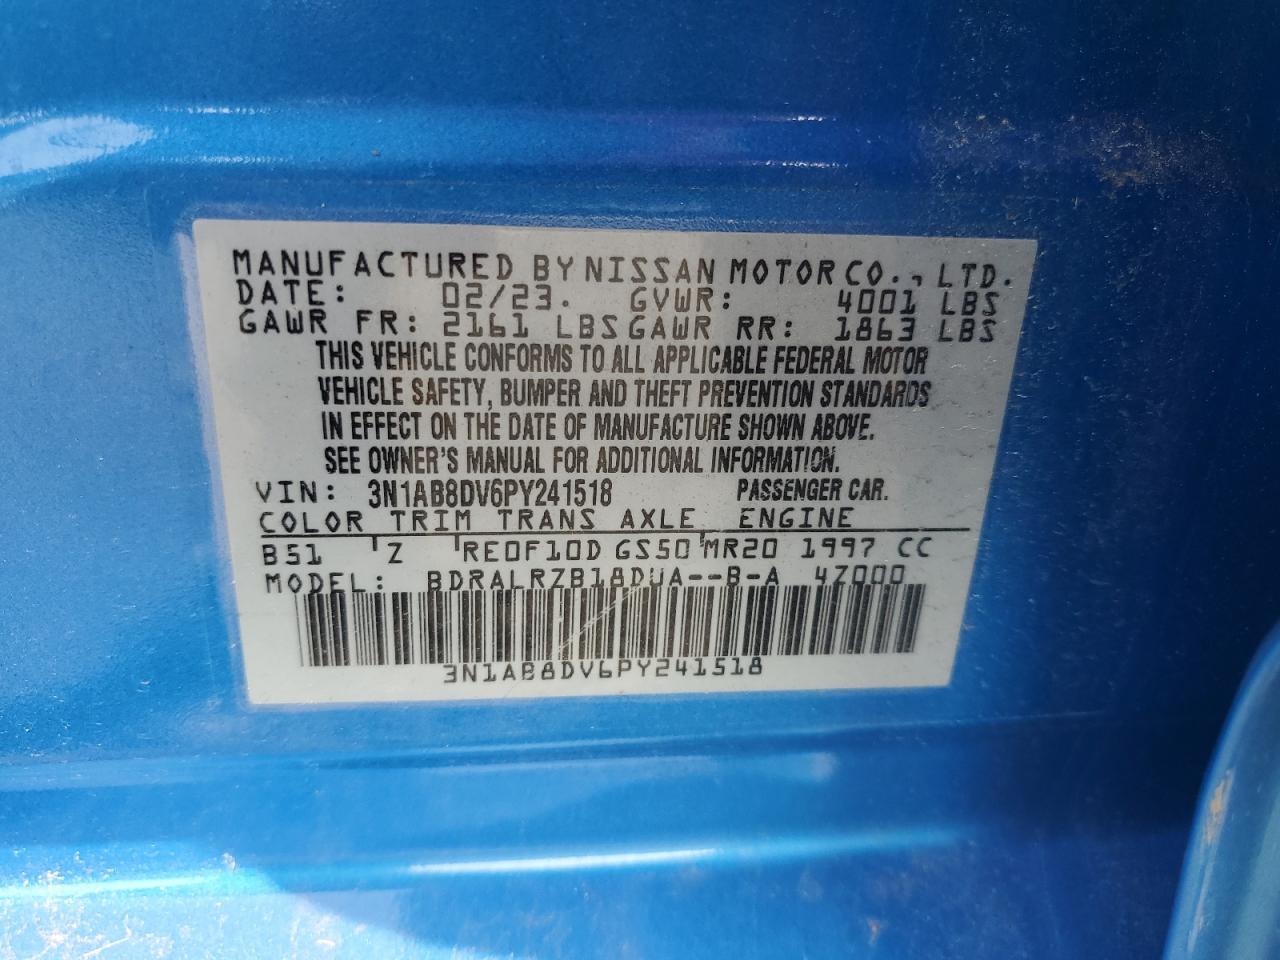 MANUFACTURED BY NISSAN MOTOR CO., LTD.
DATE: 02/23. GVWR: 4001 LBS
GAWR FR: 2161 LBS GAWR RR: 1863 LBS
THIS VEHICLE CONFORMS TO ALL APPLICABLE FEDERAL MOTOR
VEHICLE SAFETY, BUMPER AND THEFT PREVENTION STANDARDS
IN EFFECT ON THE DATE OF MANUFACTURE SHOWN ABOVE.
SEE OWNER'S MANUAL FOR ADDITIONAL INFORMATION.
VIN: 3N1AB8DV6PY241518 PASSENGER CAR.
COLOR TRIM TRANS AXLE ENGINE
B51 Z RE0F10D GS50 MR20 1997 CC
MODEL: BDRALRZB18DUA--B-A 4Z000
3N1AB8DV6PY241518